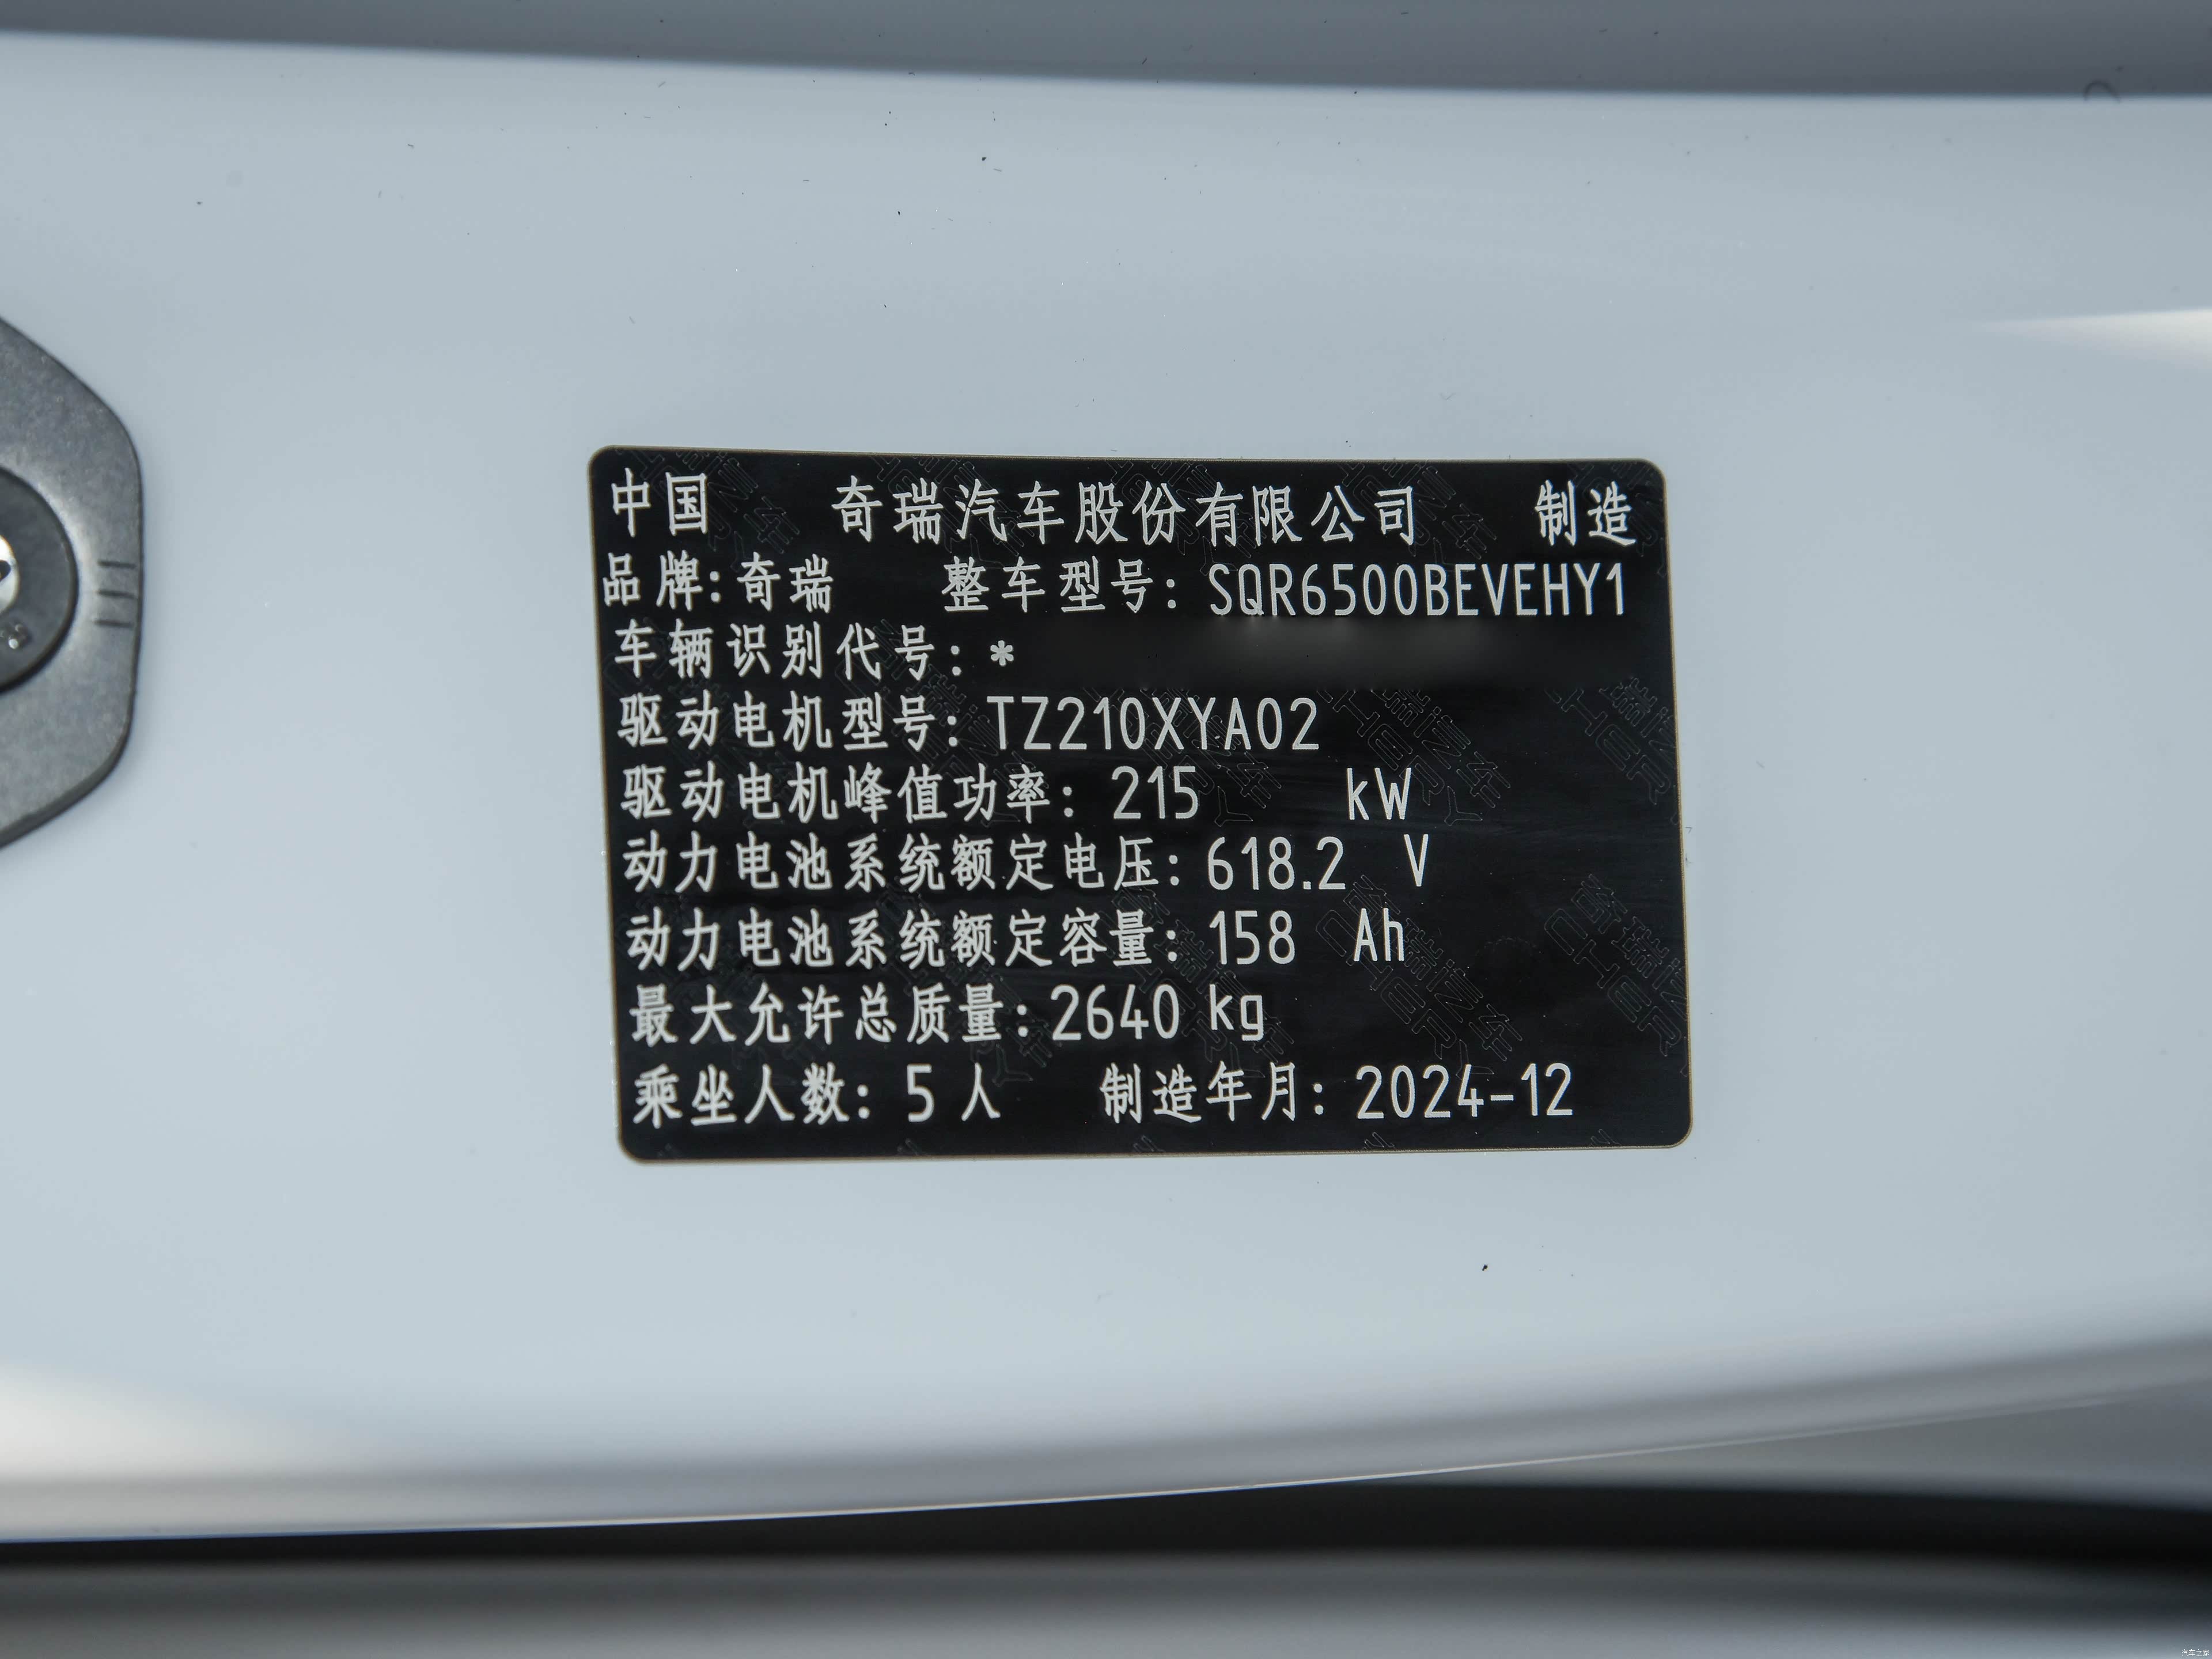 中国 奇瑞汽车股份有限公司 制造
品牌:奇瑞 整车型号:SQR6500BEVEHY1
车辆识别代号:*
驱动电机型号:TZ210XYA02
驱动电机峰值功率:215 kW
动力电池系统额定电压:618.2 V
动力电池系统额定容量:158 Ah
最大允许总质量:2640 kg
乘坐人数:5人 制造年月:2024-12
汽车之家